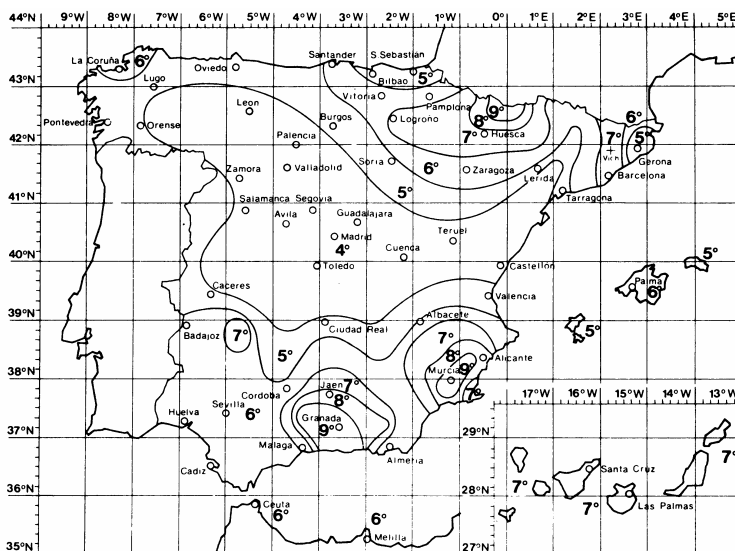 10°W 9°W 8°W 7°W 6°W 5°W 4°W 3°W 2°W 1°W 0°E 1°E 2°E 3°E 4°E
44°N
Santander S.Sebastián
La Coruña 6° Oviedo
43°N
Lugo Bilbao 5°
Vitoria Pamplona 9°
Leon Burgos Logroño 8° 6°
Pontevedra Orense 7° Huesca 7° 5°
42°N
Palencia Vich Gerona
Soria 6°
Zamora Valladolid Zaragoza Lerida Barcelona
5°
41°N
Salamanca Segovia Tarragona
Avila Guadalajara
Madrid Teruel
4° Cuenca 5°
40°N
Toledo Castellón Palma
Caceres 6°
Valencia
39°N
Albacete
Badajoz 7° Ciudad Real 7° 5°
5° 8° Alicante
Murcia 9°
38°N
Cordoba Jaen 7° 7° 17°W 16°W 15°W 14°W 13°W
Huelva Sevilla 6° 8°
Granada
9°
37°N
29°N
Malaga Almeria 7°
Cadiz Santa Cruz
7° 7°
36°N
28°N
Ceuta 7° Las Palmas
6° 6°
Melilla
35°N
27°N